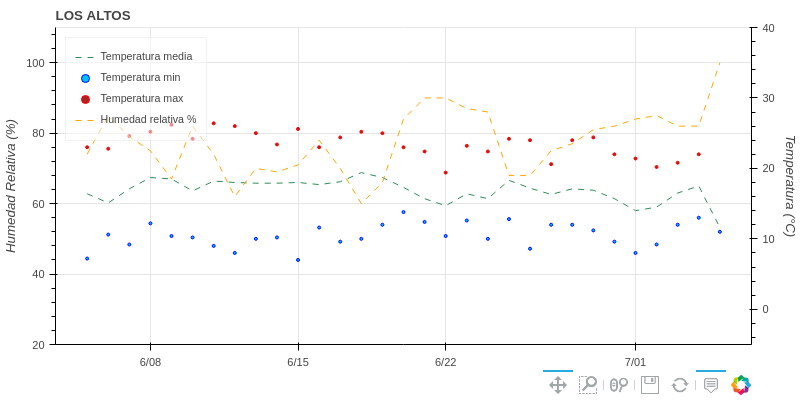 LOS ALTOS
Temperatura media
Temperatura min
Temperatura max
Humedad relativa %
Humedad Relativa (%)
100
80
60
40
20
Temperatura (°C)
40
30
20
10
0
6/08
6/15
6/22
7/01